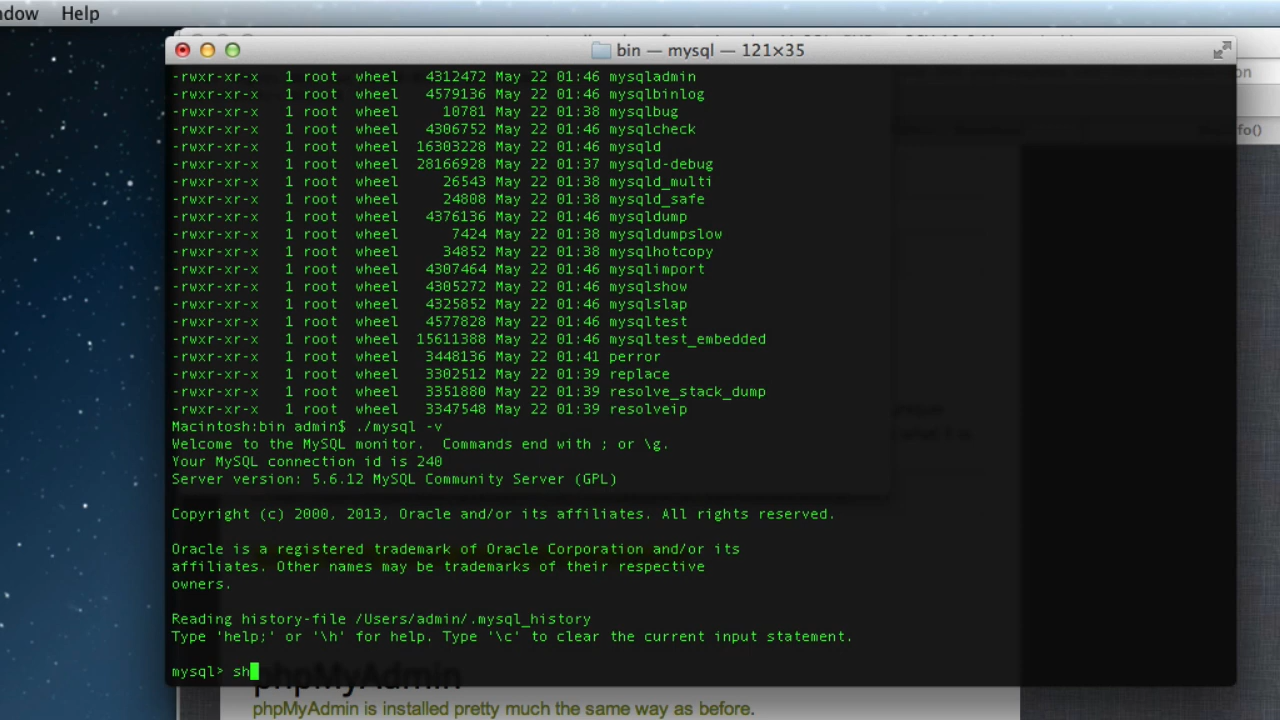 ndow Help
bin — mysql — 121×35
-rwxr-xr-x 1 root wheel 4312472 May 22 01:46 mysqladmin
-rwxr-xr-x 1 root wheel 4579136 May 22 01:46 mysqlbinlog
-rwxr-xr-x 1 root wheel 10781 May 22 01:38 mysqlbug
-rwxr-xr-x 1 root wheel 4306752 May 22 01:46 mysqlcheck
-rwxr-xr-x 1 root wheel 16303228 May 22 01:46 mysqld
-rwxr-xr-x 1 root wheel 28166928 May 22 01:37 mysqld-debug
-rwxr-xr-x 1 root wheel 26543 May 22 01:38 mysqld_multi
-rwxr-xr-x 1 root wheel 24808 May 22 01:38 mysqld_safe
-rwxr-xr-x 1 root wheel 4376136 May 22 01:46 mysqldump
-rwxr-xr-x 1 root wheel 7424 May 22 01:38 mysqldumpslow
-rwxr-xr-x 1 root wheel 34852 May 22 01:38 mysqlhotcopy
-rwxr-xr-x 1 root wheel 4307464 May 22 01:46 mysqlimport
-rwxr-xr-x 1 root wheel 4305272 May 22 01:46 mysqlshow
-rwxr-xr-x 1 root wheel 4325852 May 22 01:46 mysqlslap
-rwxr-xr-x 1 root wheel 4577828 May 22 01:46 mysqltest
-rwxr-xr-x 1 root wheel 15611388 May 22 01:46 mysqltest_embedded
-rwxr-xr-x 1 root wheel 3448136 May 22 01:41 perror
-rwxr-xr-x 1 root wheel 3302512 May 22 01:39 replace
-rwxr-xr-x 1 root wheel 3351880 May 22 01:39 resolve_stack_dump
-rwxr-xr-x 1 root wheel 3347548 May 22 01:39 resolveip
Macintosh:bin admin$ ./mysql -v
Welcome to the MySQL monitor. Commands end with ; or \g.
Your MySQL connection id is 240
Server version: 5.6.12 MySQL Community Server (GPL)
Copyright (c) 2000, 2013, Oracle and/or its affiliates. All rights reserved.
Oracle is a registered trademark of Oracle Corporation and/or its
affiliates. Other names may be trademarks of their respective
owners.
Reading history-file /Users/admin/.mysql_history
Type 'help;' or '\h' for help. Type '\c' to clear the current input statement.
mysql> sh
phpMyAdmin
phpMyAdmin is installed pretty much the same way as before.